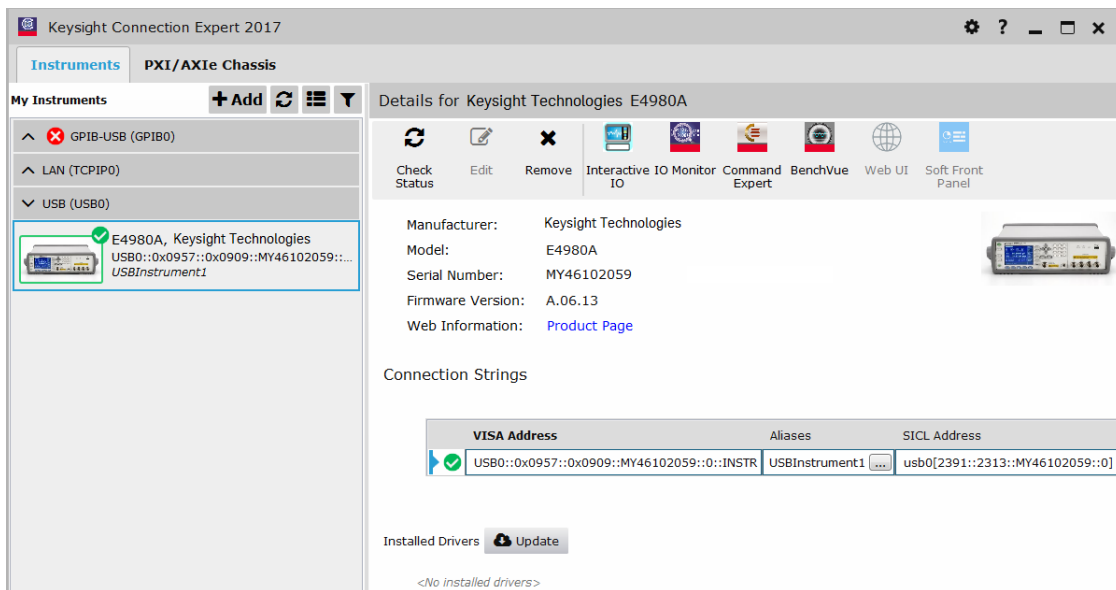 Keysight Connection Expert 2017
?
Instruments PXI/AXIe Chassis
My Instruments + Add
GPIB-USB (GPIB0)
LAN (TCPIP0)
USB (USB0)
E4980A, Keysight Technologies
USB0::0x0957::0x0909::MY46102059::...
USBInstrument1
Details for Keysight Technologies E4980A
Check Status
Edit
Remove
Interactive IO
IO Monitor
Command Expert
BenchVue
Web UI
Soft Front Panel
Manufacturer: Keysight Technologies
Model: E4980A
Serial Number: MY46102059
Firmware Version: A.06.13
Web Information: Product Page
Connection Strings
VISA Address Aliases SICL Address
USB0::0x0957::0x0909::MY46102059::0::INSTR USBInstrument1 ... usb0[2391::2313::MY46102059::0]
Installed Drivers Update
<No installed drivers>